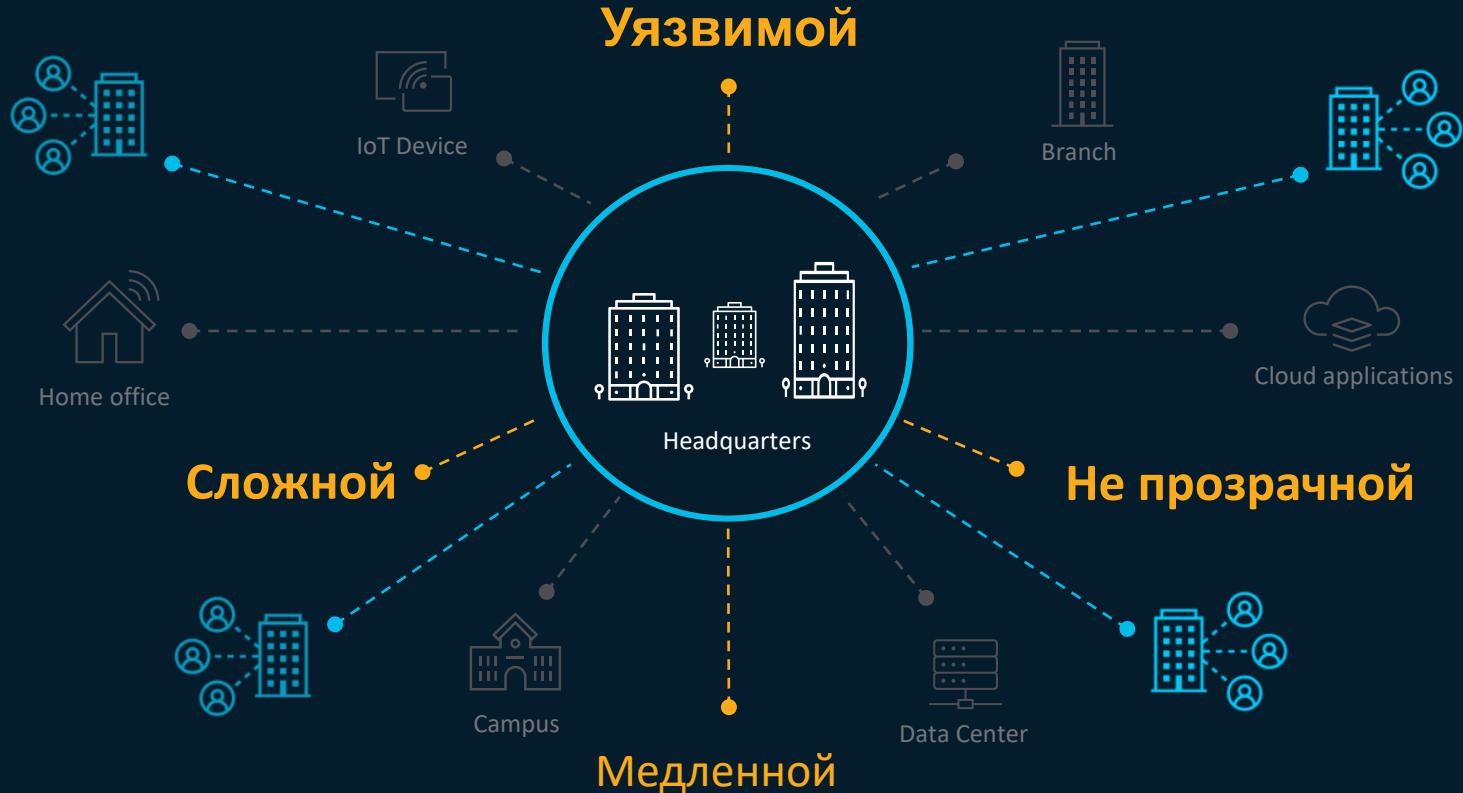 Уязвимой
IoT Device
Branch
Home office
Cloud applications
Headquarters
Сложной
Не прозрачной
Campus
Data Center
Медленной